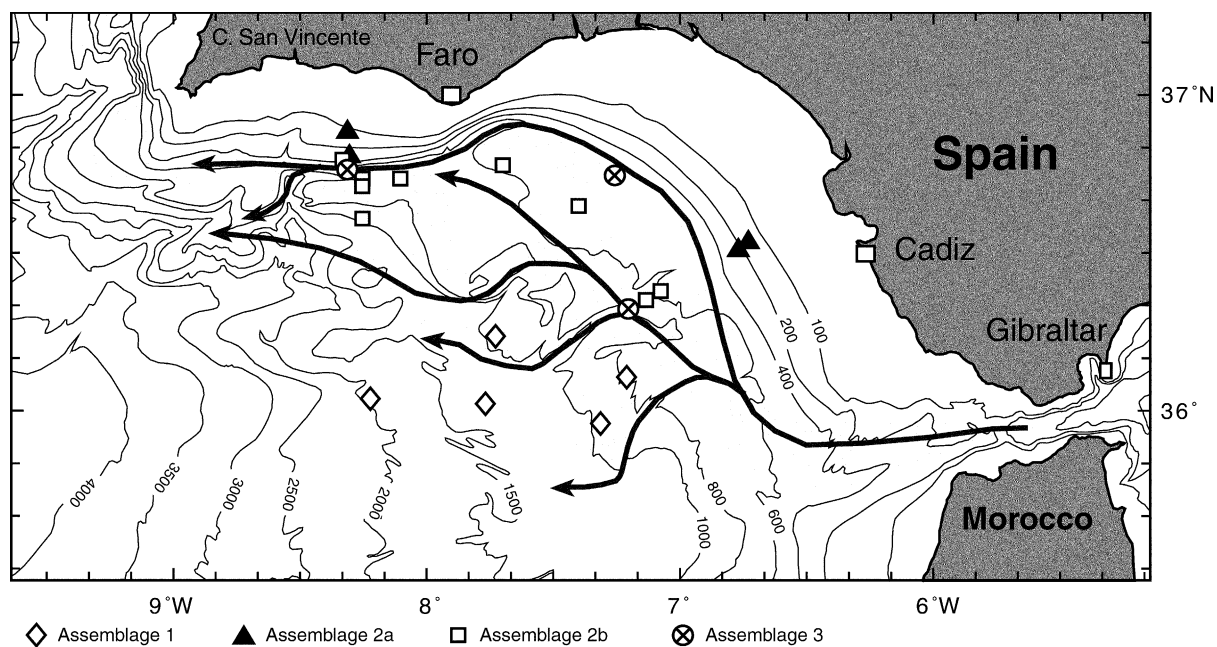 C. San Vincente
Faro
37°N
Spain
Cadiz
Gibraltar
100
200
400
36°
4000
3500
3000
2500
2000
1500
800
1000
600
Morocco
9°W
8°
7°
6°W
Assemblage 1
Assemblage 2a
Assemblage 2b
Assemblage 3